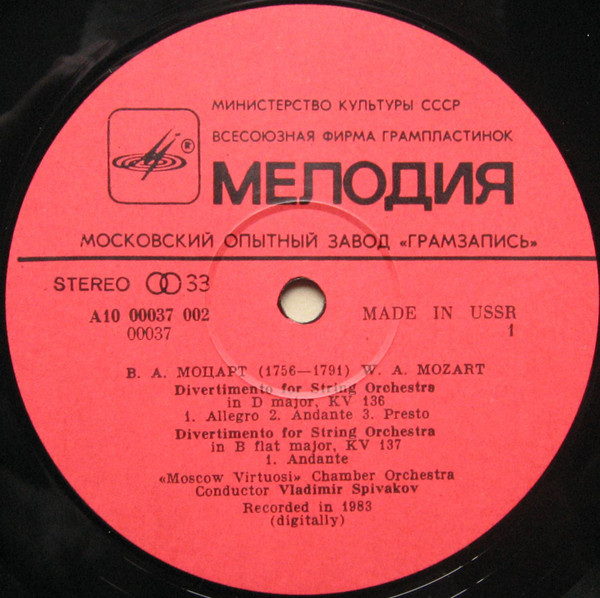 МИНИСТЕРСТВО КУЛЬТУРЫ СССР
ВСЕСОЮЗНАЯ ФИРМА ГРАМПЛАСТИНОК
®
МЕЛОДИЯ
МОСКОВСКИЙ ОПЫТНЫЙ ЗАВОД «ГРАМЗАПИСЬ»
STEREO 33
А10 00037 002 MADE IN USSR
00037 1
В. А. МОЦАРТ (1756—1791) W. A. MOZART
Divertimento for String Orchestra
in D major, KV 136
1. Allegro 2. Andante 3. Presto
Divertimento for String Orchestra
in B flat major, KV 137
1. Andante
«Moscow Virtuosi» Chamber Orchestra
Conductor Vladimir Spivakov
Recorded in 1983
(digitally)